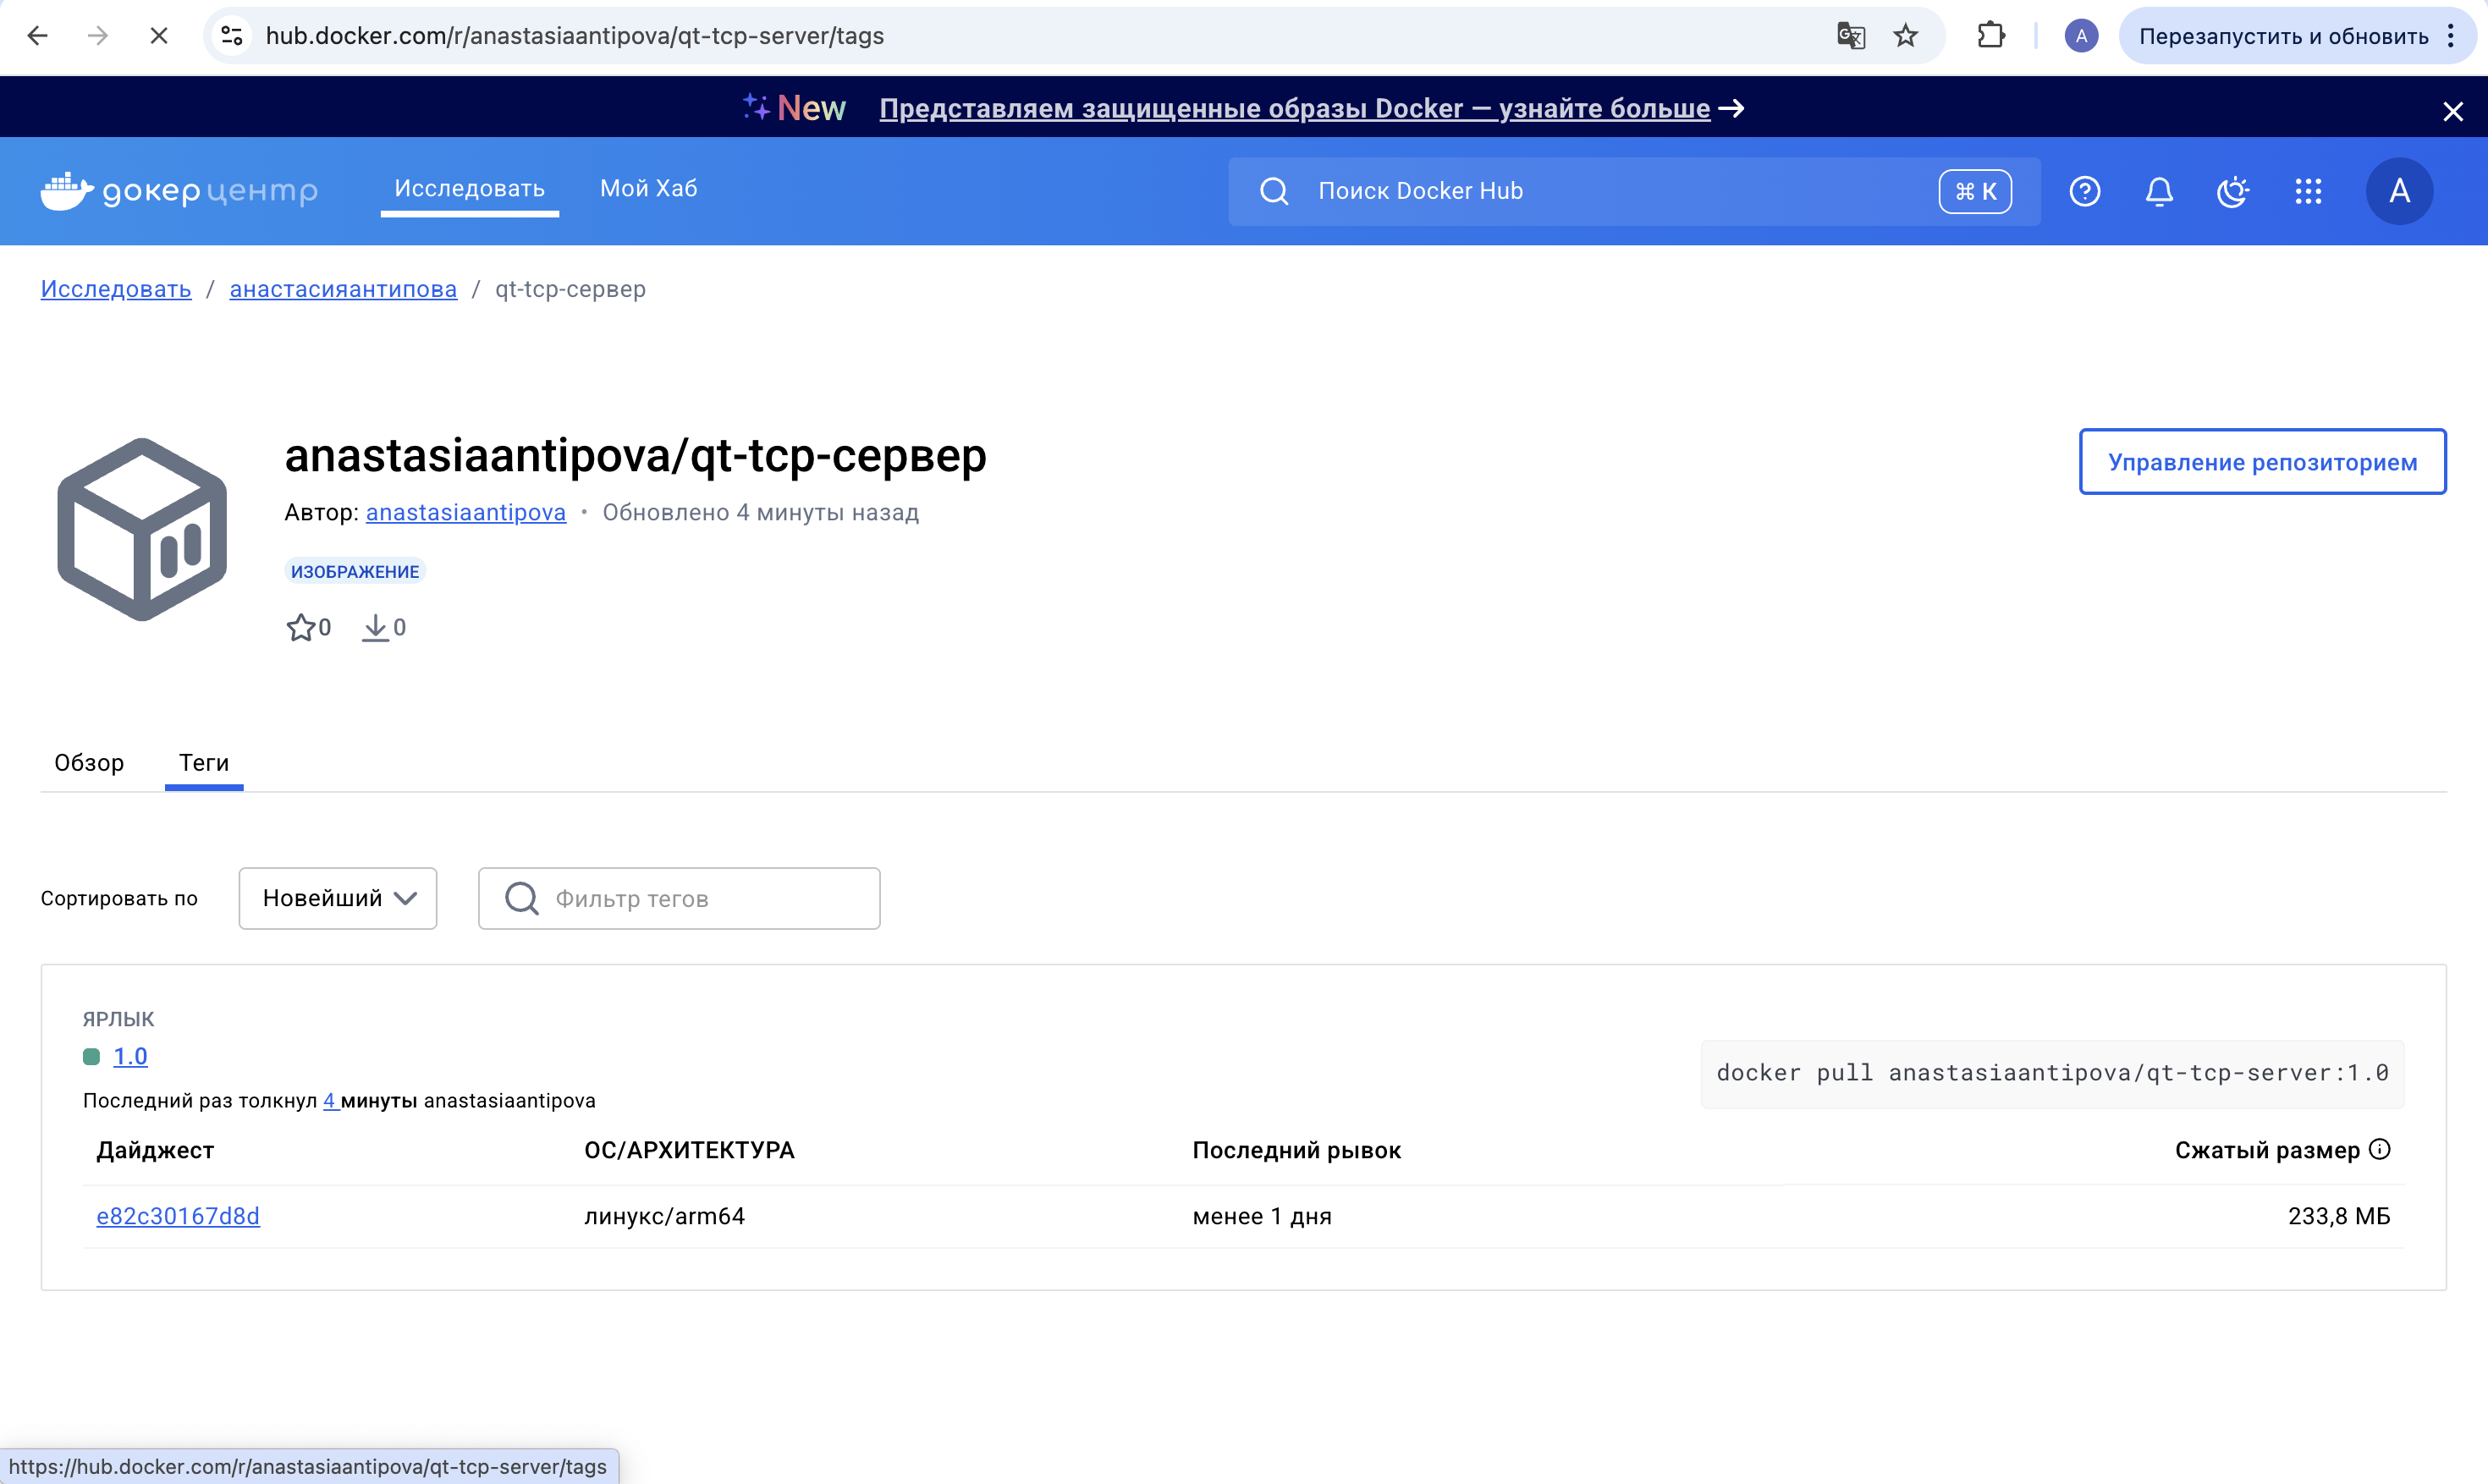 hub.docker.com/r/anastasiaantipova/qt-tcp-server/tags
A
Перезапустить и обновить
New Представляем защищенные образы Docker — узнайте больше →
докер центр
Исследовать
Мой Хаб
Поиск Docker Hub
⌘ K
A
Исследовать / анастасияантипова / qt-tcp-сервер
anastasiaantipova/qt-tcp-сервер
Управление репозиторием
Автор: anastasiaantipova • Обновлено 4 минуты назад
ИЗОБРАЖЕНИЕ
0 0
Обзор Теги
Сортировать по
Новейший
Фильтр тегов
ЯРЛЫК
1.0
docker pull anastasiaantipova/qt-tcp-server:1.0
Последний раз толкнул 4 минуты anastasiaantipova
Дайджест ОС/АРХИТЕКТУРА Последний рывок Сжатый размер
e82c30167d8d линукс/arm64 менее 1 дня 233,8 МБ
https://hub.docker.com/r/anastasiaantipova/qt-tcp-server/tags